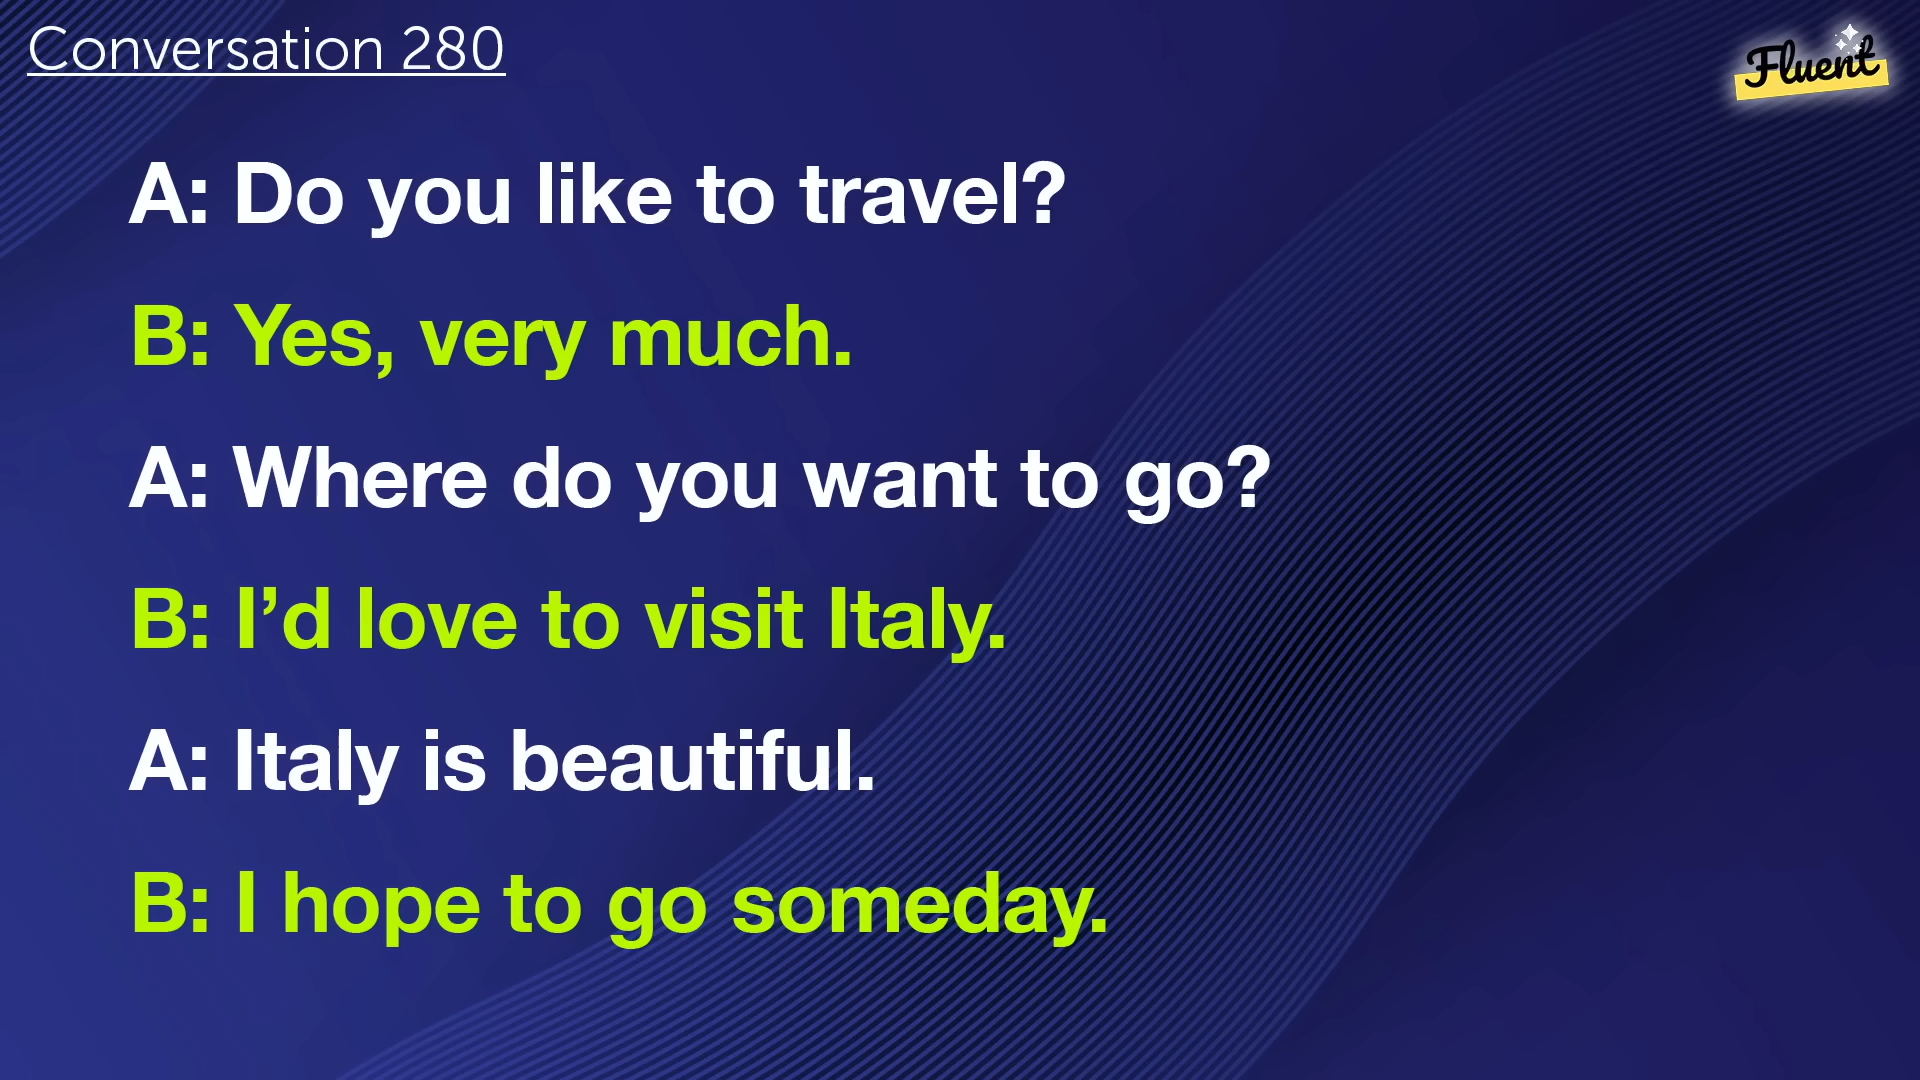 Conversation 280
Fluent
A: Do you like to travel?
B: Yes, very much.
A: Where do you want to go?
B: I’d love to visit Italy.
A: Italy is beautiful.
B: I hope to go someday.